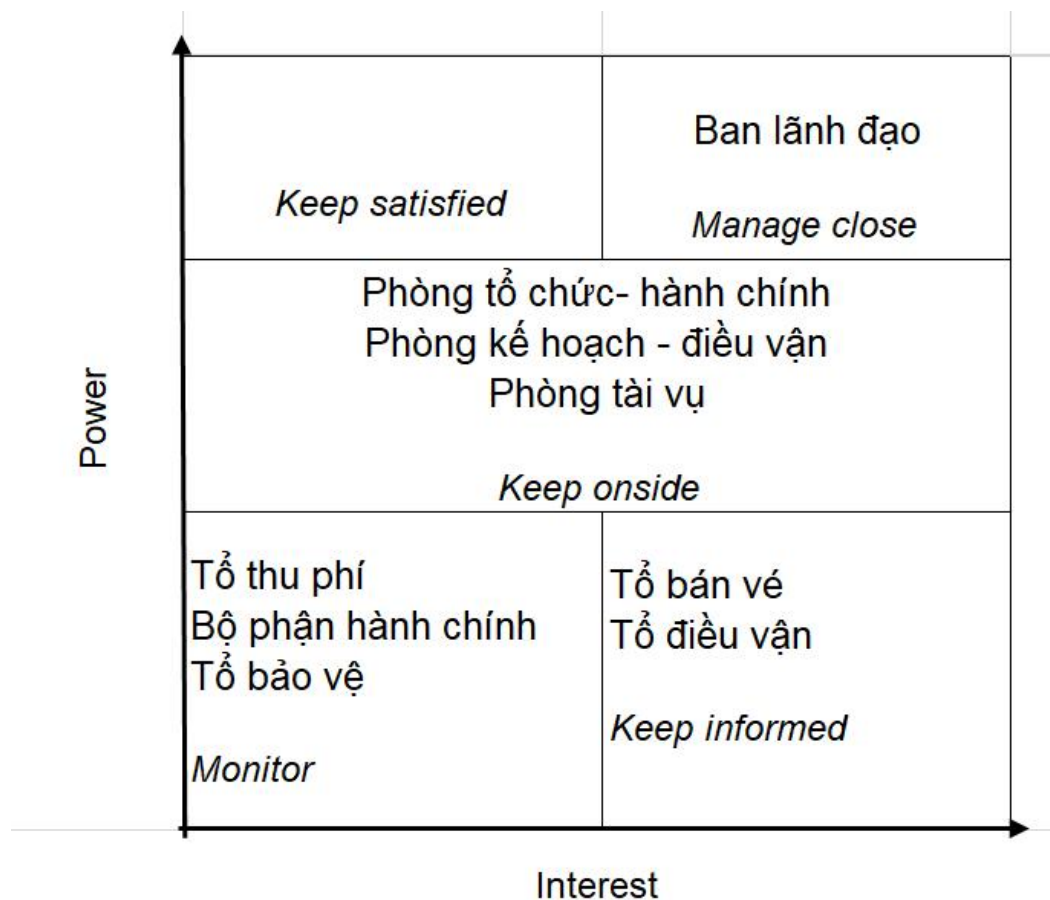 Keep satisfied
Ban lãnh đạo
Manage close
Phòng tổ chức- hành chính
Phòng kế hoạch - điều vận
Phòng tài vụ
Keep onside
Power
Tổ thu phí
Bộ phận hành chính
Tổ bảo vệ
Monitor
Tổ bán vé
Tổ điều vận
Keep informed
Interest